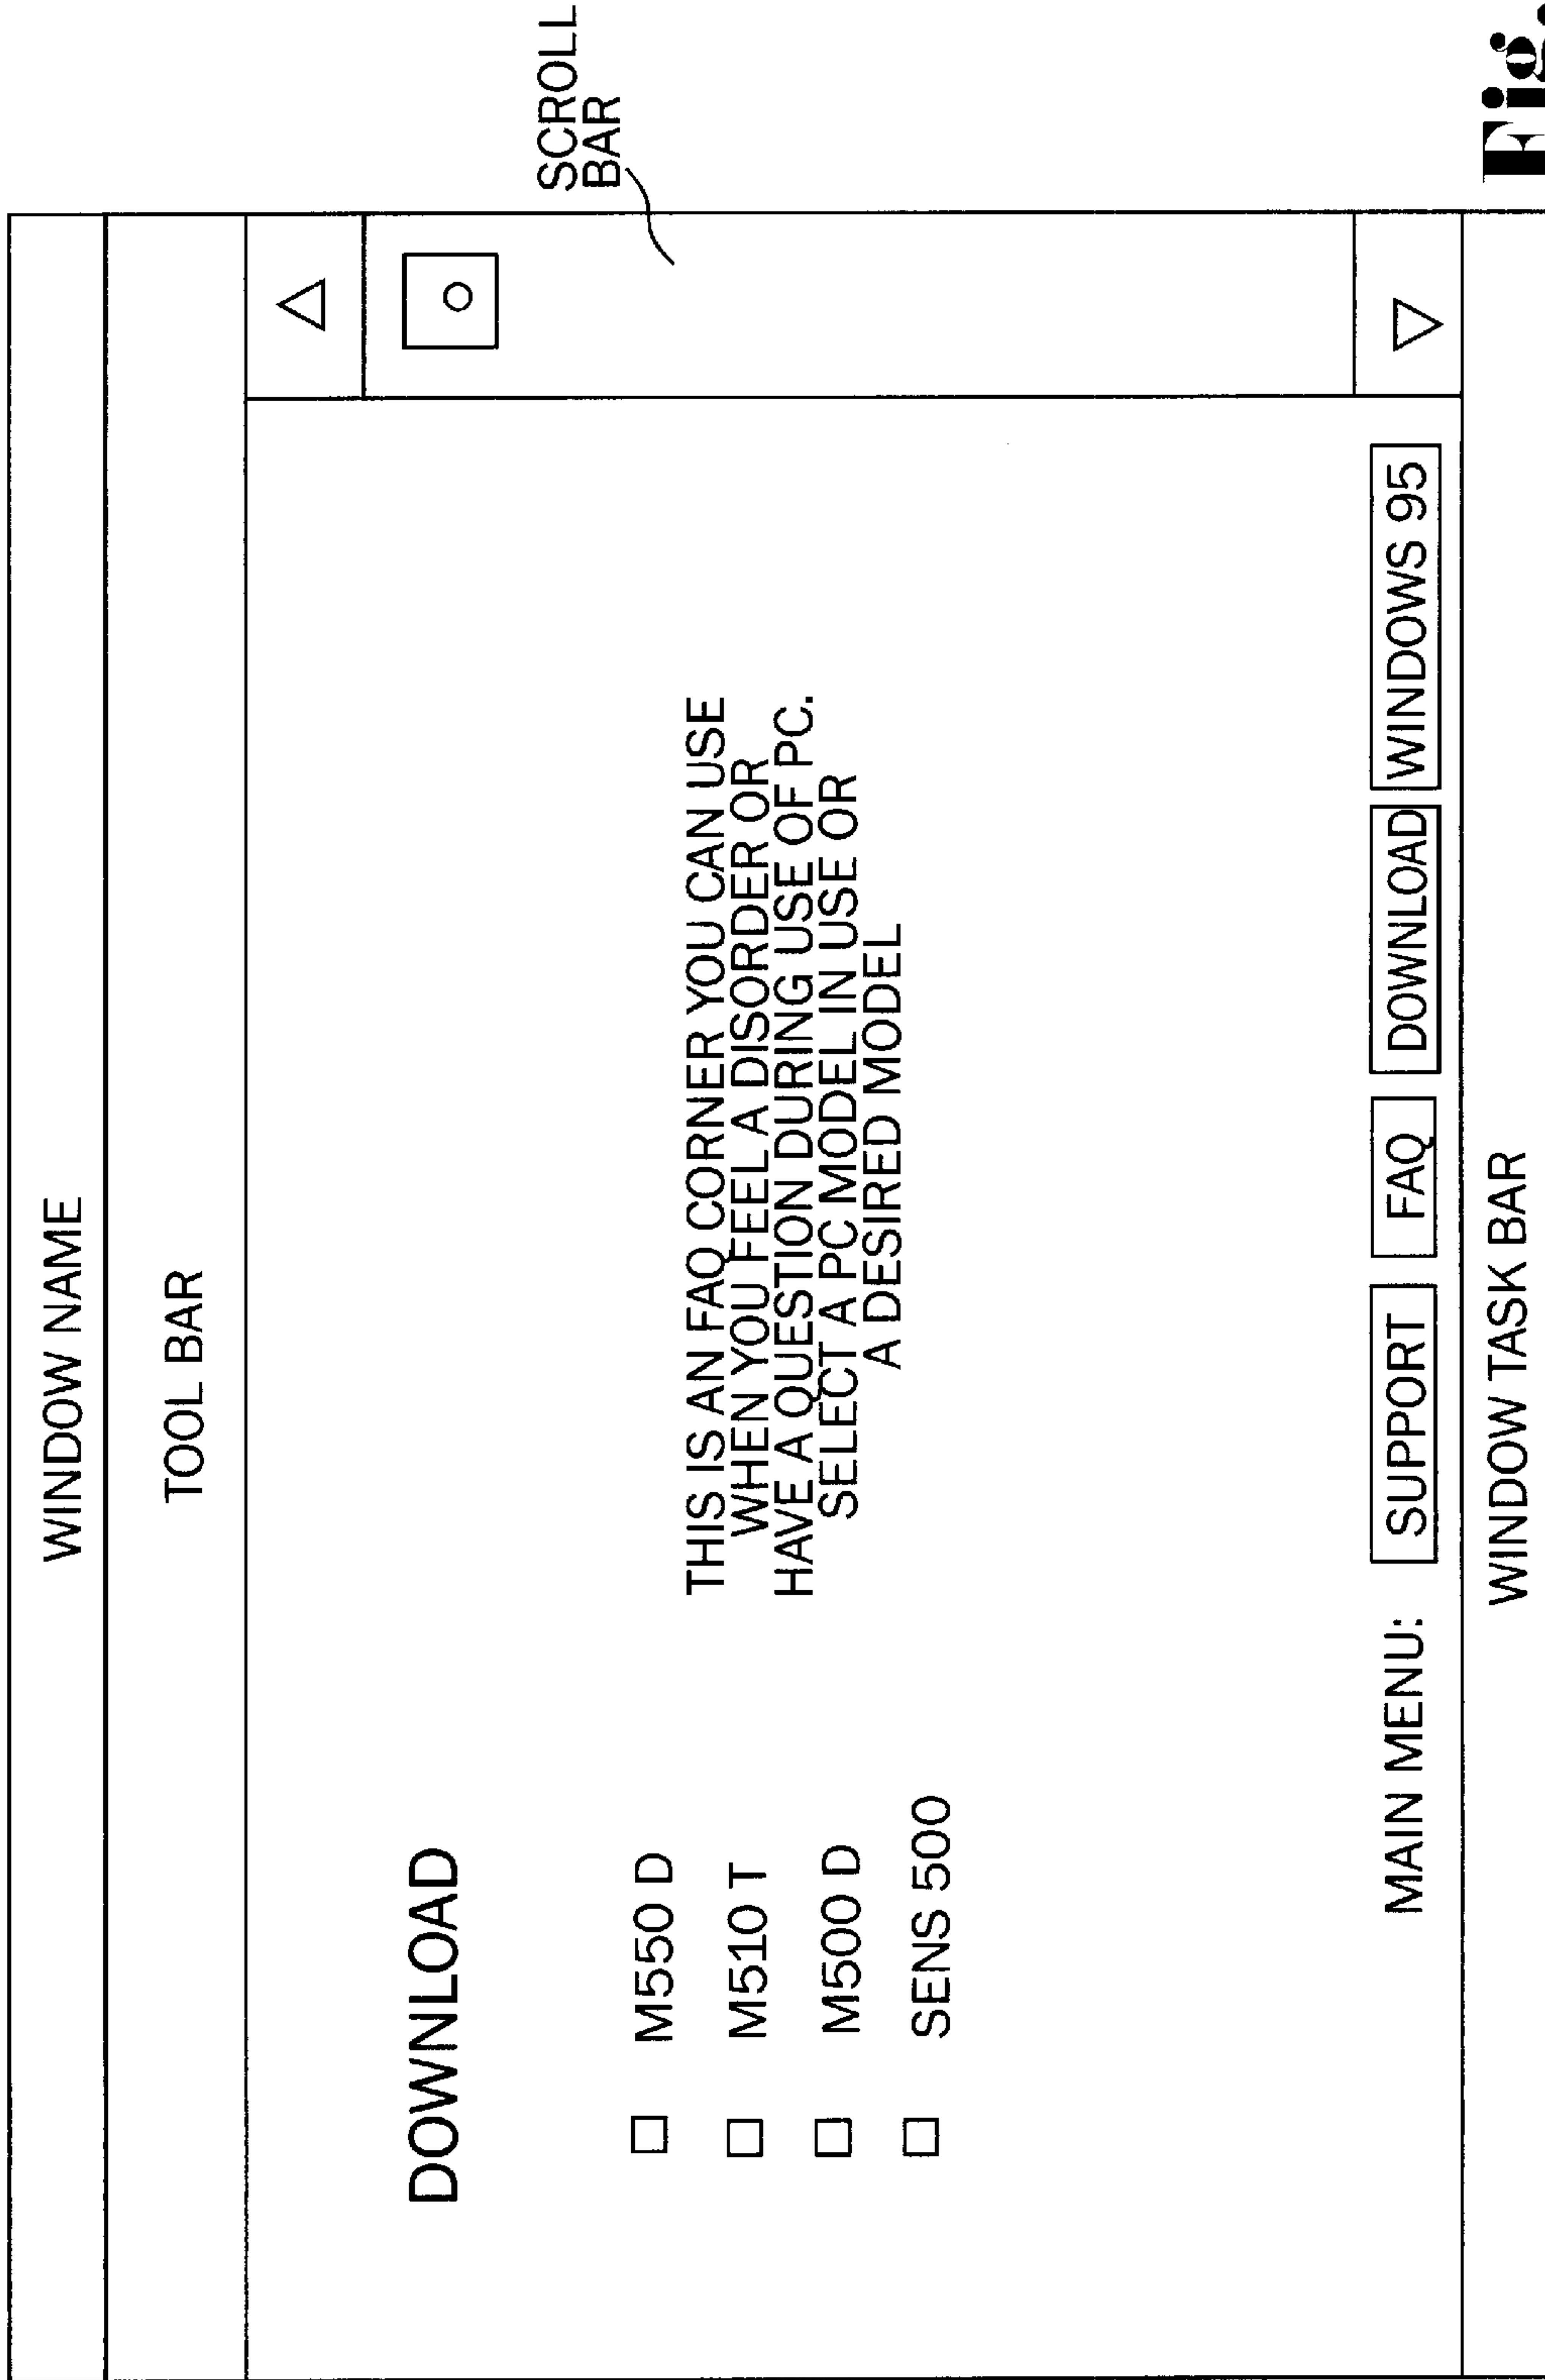 WINDOW NAME
TOOL BAR
SCROLL
BAR
DOWNLOAD
M550 D
M510 T
M500 D
SENS 500
THIS IS AN FAQ CORNER YOU CAN USE
WHEN YOU FEEL A DISORDER OR
HAVE A QUESTION DURING USE OF PC.
SELECT A PC MODEL IN USE OR
A DESIRED MODEL
MAIN MENU: SUPPORT FAQ DOWNLOAD WINDOWS 95
WINDOW TASK BAR
Fig.